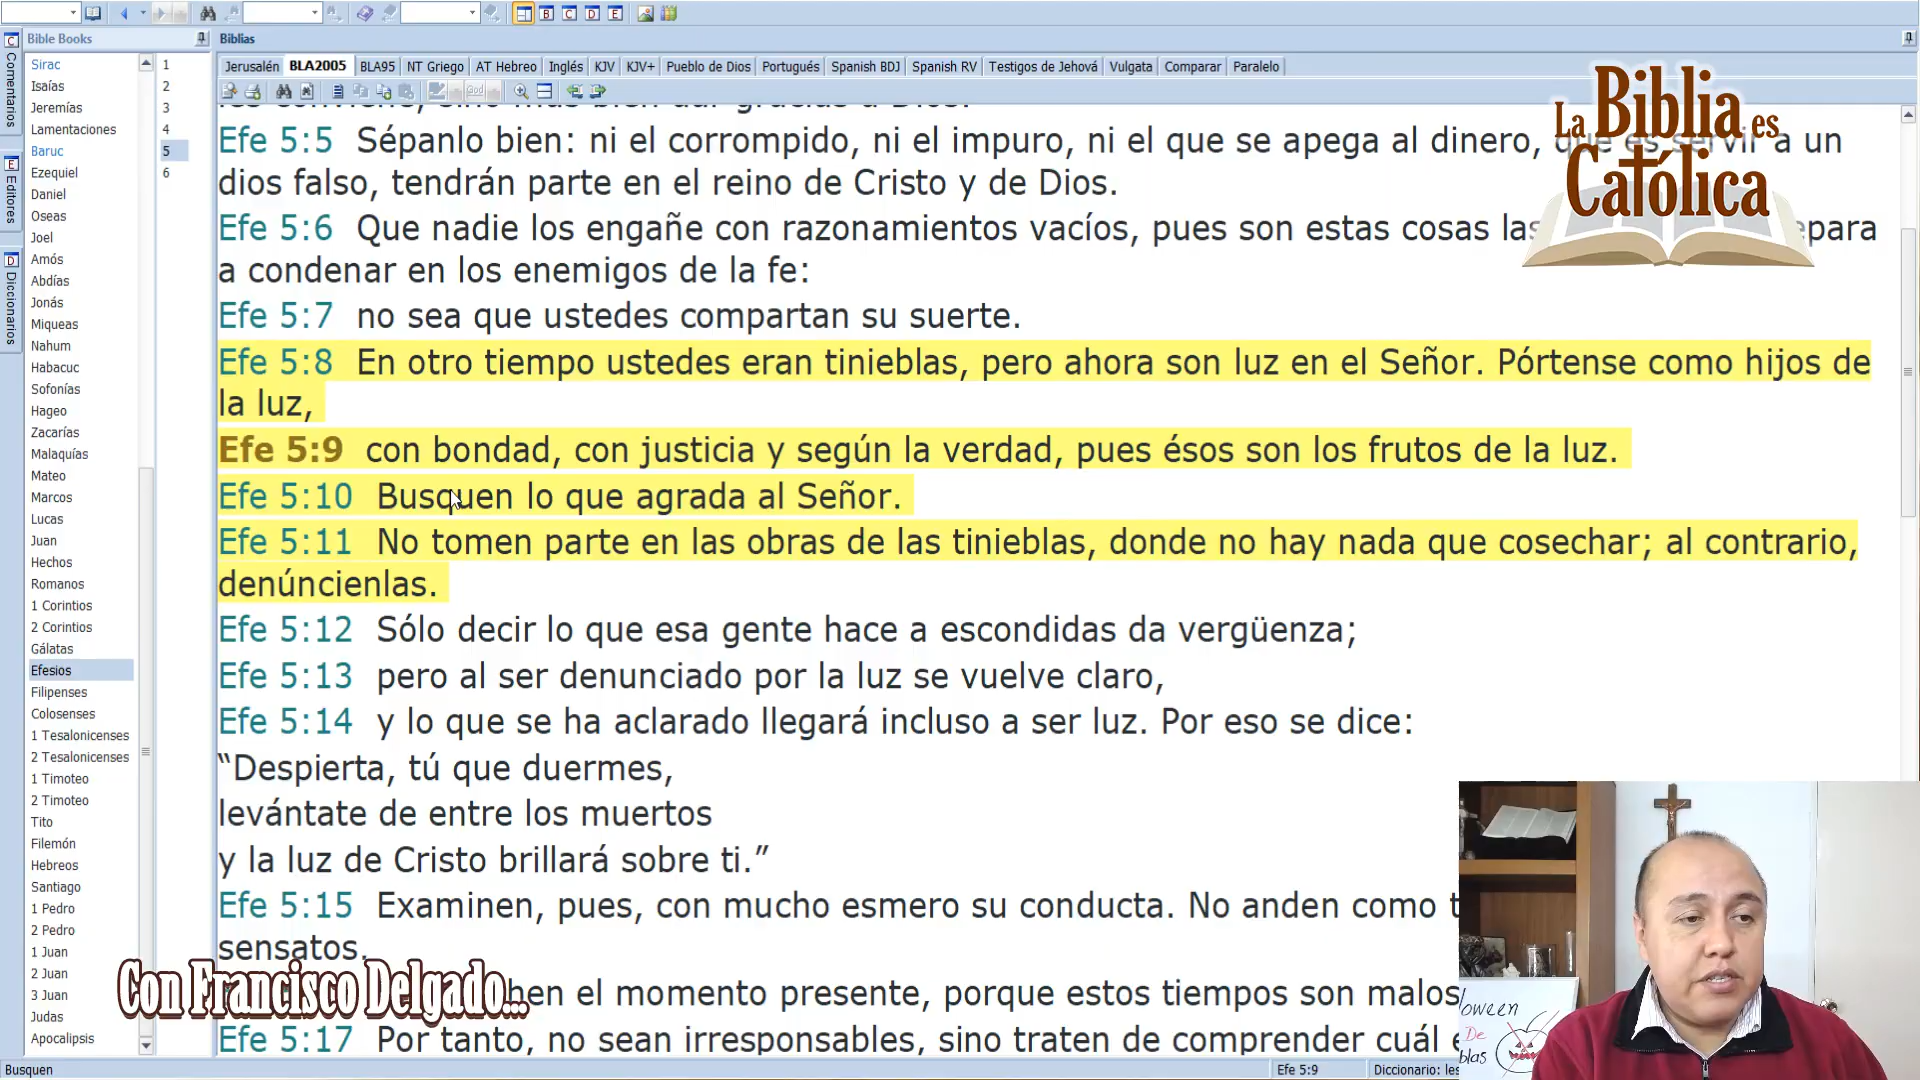 Bible Books
Biblias
Comentarios
Editores
Diccionarios
Jerusalén BLA2005 BLA95 NT Griego AT Hebreo Inglés KJV KJV+ Pueblo de Dios Portugués Spanish BDJ Spanish RV Testigos de Jehová Vulgata Comparar Paralelo
Sirac
Isaías
Jeremías
Lamentaciones
Baruc
Ezequiel
Daniel
Oseas
Joel
Amós
Abdías
Jonás
Miqueas
Nahum
Habacuc
Sofonías
Hageo
Zacarías
Malaquías
Mateo
Marcos
Lucas
Juan
Hechos
Romanos
1 Corintios
2 Corintios
Gálatas
Efesios
Filipenses
Colosenses
1 Tesalonicenses
2 Tesalonicenses
1 Timoteo
2 Timoteo
Tito
Filemón
Hebreos
Santiago
1 Pedro
2 Pedro
1 Juan
2 Juan
3 Juan
Judas
Apocalipsis
1
2
3
4
5
6
Efe 5:5 Sépanlo bien: ni el corrompido, ni el impuro, ni el que se apega al dinero, que es servir a un
dios falso, tendrán parte en el reino de Cristo y de Dios.
Efe 5:6 Que nadie los engañe con razonamientos vacíos, pues son estas cosas las epara
a condenar en los enemigos de la fe:
Efe 5:7 no sea que ustedes compartan su suerte.
Efe 5:8 En otro tiempo ustedes eran tinieblas, pero ahora son luz en el Señor. Pórtense como hijos de
la luz,
Efe 5:9 con bondad, con justicia y según la verdad, pues ésos son los frutos de la luz.
Efe 5:10 Busquen lo que agrada al Señor.
Efe 5:11 No tomen parte en las obras de las tinieblas, donde no hay nada que cosechar; al contrario,
denúncienlas.
Efe 5:12 Sólo decir lo que esa gente hace a escondidas da vergüenza;
Efe 5:13 pero al ser denunciado por la luz se vuelve claro,
Efe 5:14 y lo que se ha aclarado llegará incluso a ser luz. Por eso se dice:
“Despierta, tú que duermes,
levántate de entre los muertos
y la luz de Cristo brillará sobre ti.”
Efe 5:15 Examinen, pues, con mucho esmero su conducta. No anden como t
sensatos.
hen el momento presente, porque estos tiempos son malos
Efe 5:17 Por tanto, no sean irresponsables, sino traten de comprender cuál e
La Biblia es
Católica
Con Francisco Delgado...
loween
De
blas
Busquen
Efe 5:9
Diccionario: les